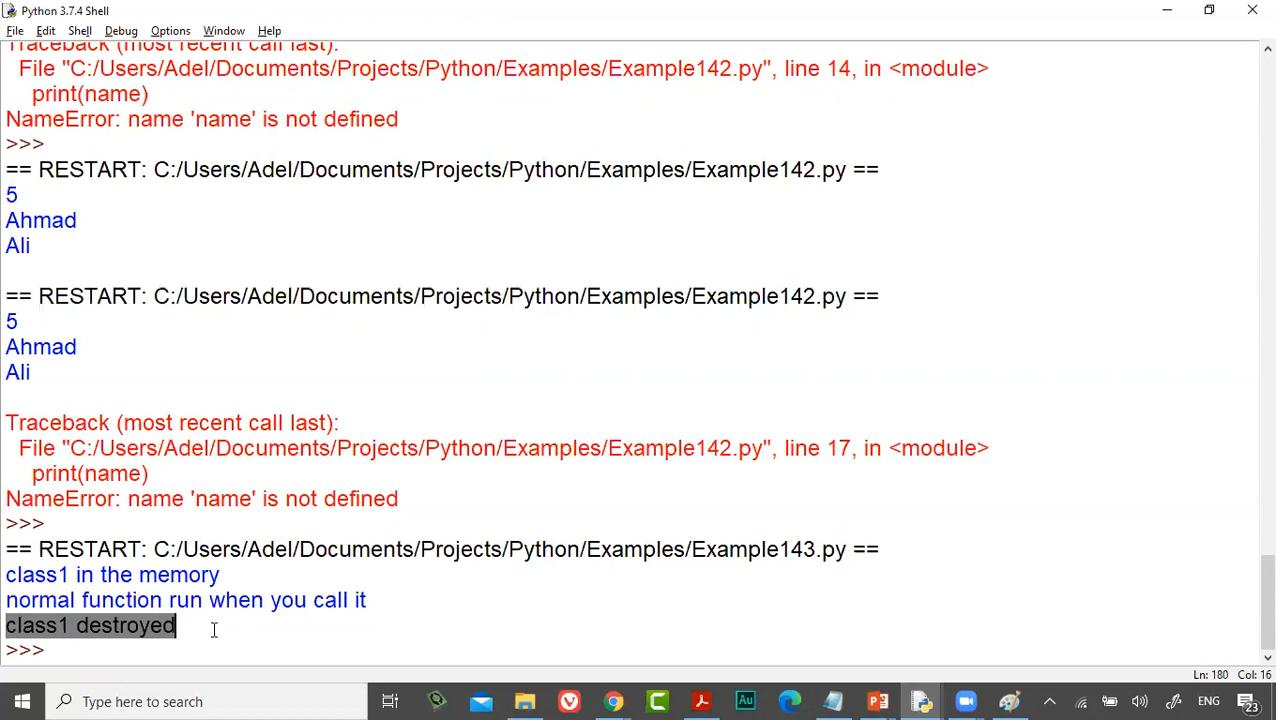 Python 3.7.4 Shell
File Edit Shell Debug Options Window Help
Traceback (most recent call last):
File "C:/Users/Adel/Documents/Projects/Python/Examples/Example142.py", line 14, in <module>
print(name)
NameError: name 'name' is not defined
>>>
== RESTART: C:/Users/Adel/Documents/Projects/Python/Examples/Example142.py ==
5
Ahmad
Ali
== RESTART: C:/Users/Adel/Documents/Projects/Python/Examples/Example142.py ==
5
Ahmad
Ali
Traceback (most recent call last):
File "C:/Users/Adel/Documents/Projects/Python/Examples/Example142.py", line 17, in <module>
print(name)
NameError: name 'name' is not defined
>>>
== RESTART: C:/Users/Adel/Documents/Projects/Python/Examples/Example143.py ==
class1 in the memory
normal function run when you call it
class1 destroyed
>>>
Ln: 180 Col: 16
Type here to search
Au
ENG
23